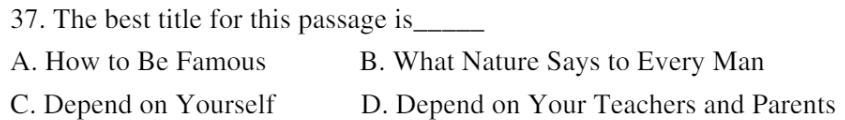 37. The best title for this passage is_____
A. How to Be Famous B. What Nature Says to Every Man
C. Depend on Yourself D. Depend on Your Teachers and Parents